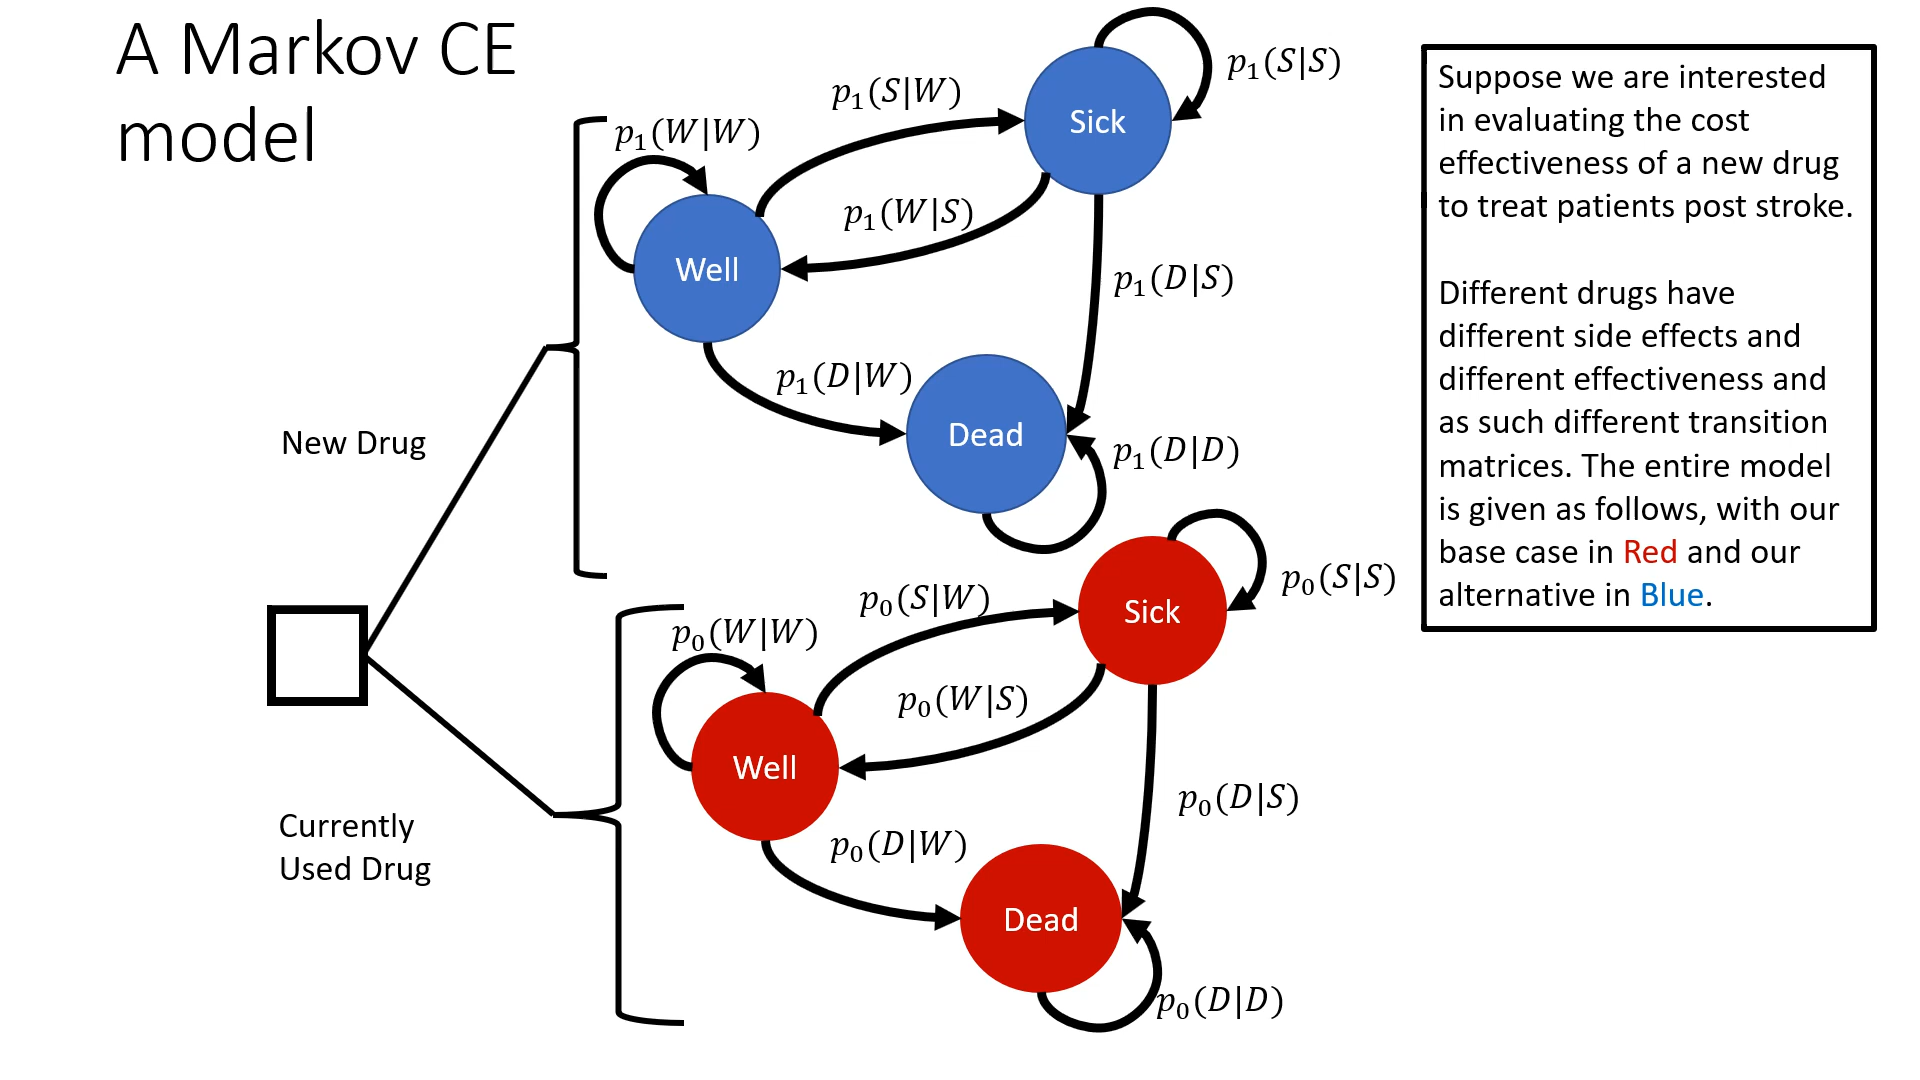 A Markov CE
model
p₁(S|S)
p₁(S|W)
p₁(W|W)
Sick
p₁(W|S)
Well
p₁(D|S)
p₁(D|W)
Dead
p₁(D|D)
New Drug
p₀(S|S)
p₀(S|W)
p₀(W|W)
Sick
p₀(W|S)
Well
p₀(D|S)
p₀(D|W)
Dead
p₀(D|D)
Currently
Used Drug
Suppose we are interested
in evaluating the cost
effectiveness of a new drug
to treat patients post stroke.
Different drugs have
different side effects and
different effectiveness and
as such different transition
matrices. The entire model
is given as follows, with our
base case in Red and our
alternative in Blue.